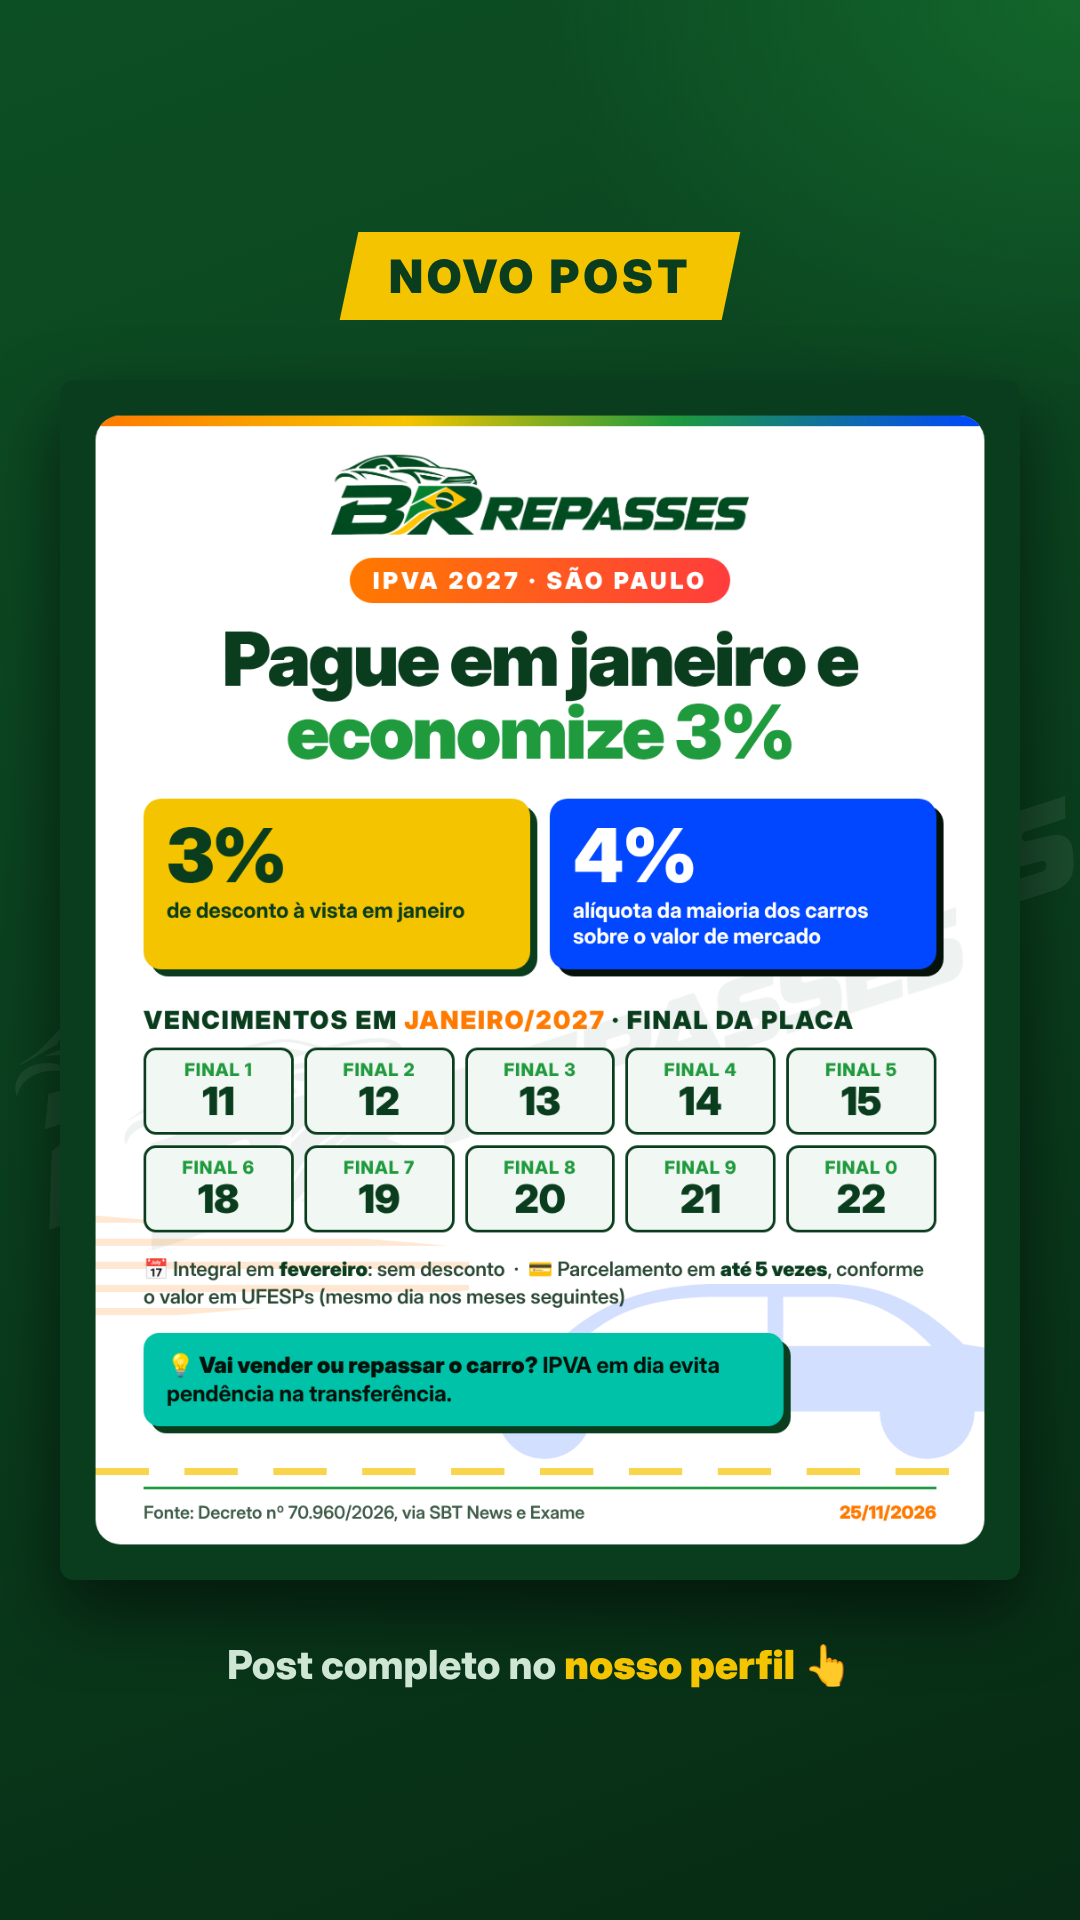 NOVO POST
BR REPASSES
IPVA 2027 · SÃO PAULO
Pague em janeiro e
economize 3%
3%
de desconto à vista em janeiro
4%
alíquota da maioria dos carros
sobre o valor de mercado
VENCIMENTOS EM JANEIRO/2027 · FINAL DA PLACA
FINAL 1
11
FINAL 2
12
FINAL 3
13
FINAL 4
14
FINAL 5
15
FINAL 6
18
FINAL 7
19
FINAL 8
20
FINAL 9
21
FINAL 0
22
📅 Integral em fevereiro: sem desconto · 💳 Parcelamento em até 5 vezes, conforme
o valor em UFESPs (mesmo dia nos meses seguintes)
💡 Vai vender ou repassar o carro? IPVA em dia evita
pendência na transferência.
Fonte: Decreto nº 70.960/2026, via SBT News e Exame
25/11/2026
Post completo no nosso perfil 👆